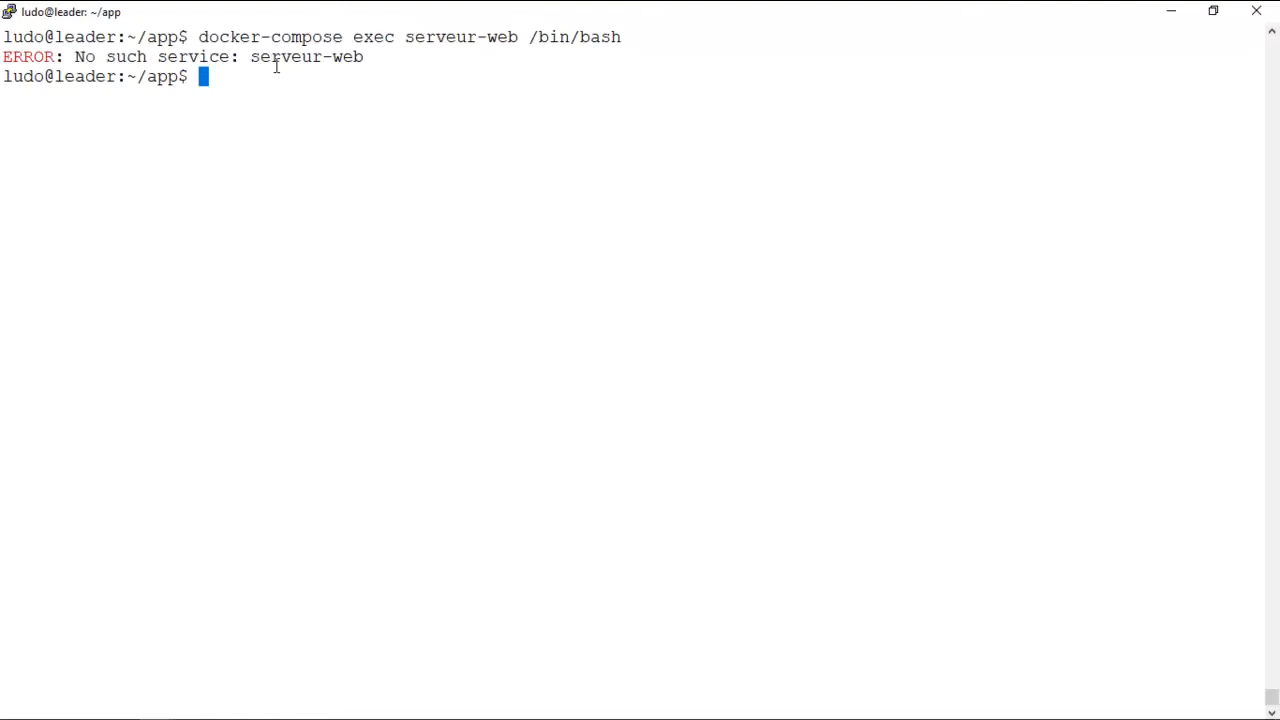 ludo@leader: ~/app
ludo@leader:~/app$ docker-compose exec serveur-web /bin/bash
ERROR: No such service: serveur-web
ludo@leader:~/app$